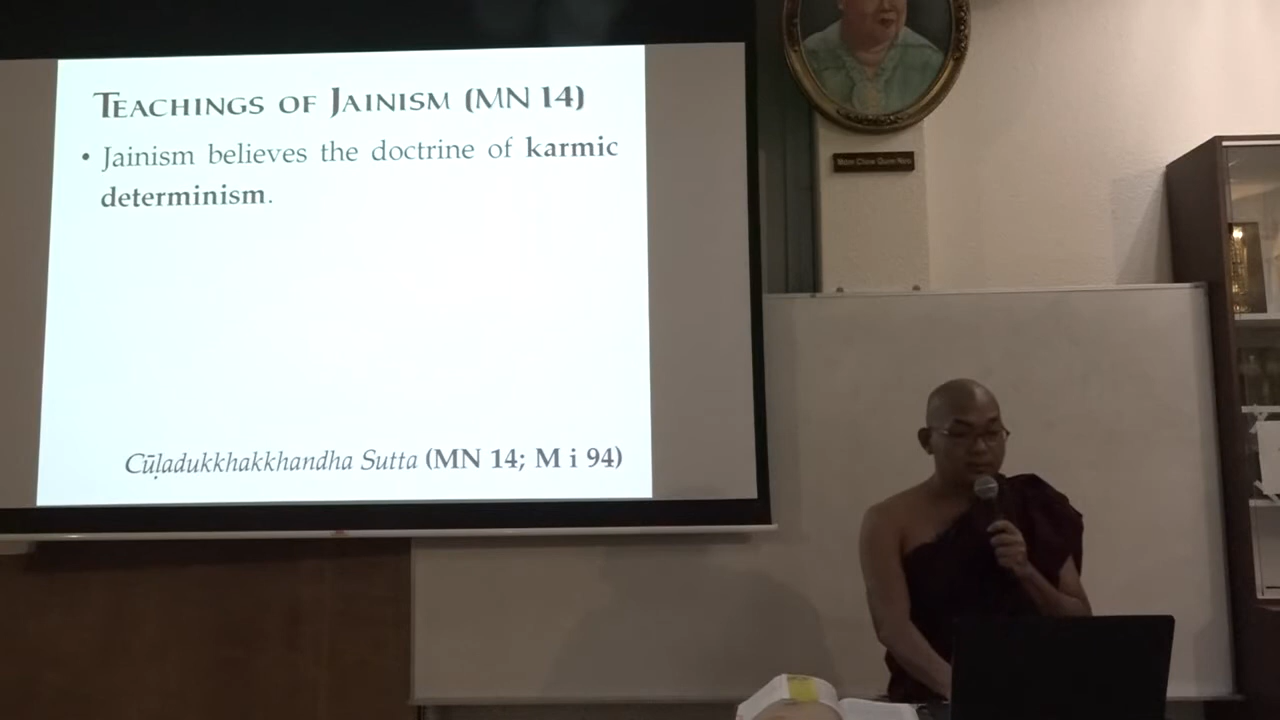 TEACHINGS OF JAINISM (MN 14)
• Jainism believes the doctrine of karmic
determinism.
Cūḷadukkhakkhandha Sutta (MN 14; M i 94)